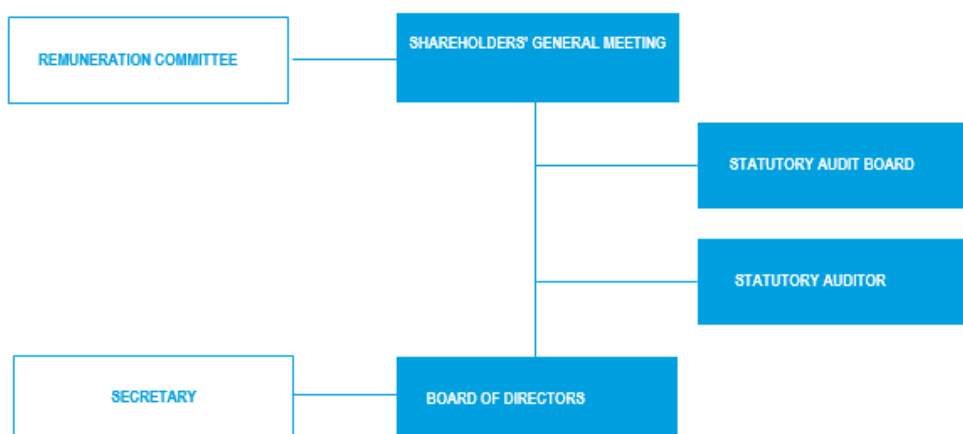 SHAREHOLDERS' GENERAL MEETING
REMUNERATION COMMITTEE
STATUTORY AUDIT BOARD
STATUTORY AUDITOR
SECRETARY
BOARD OF DIRECTORS